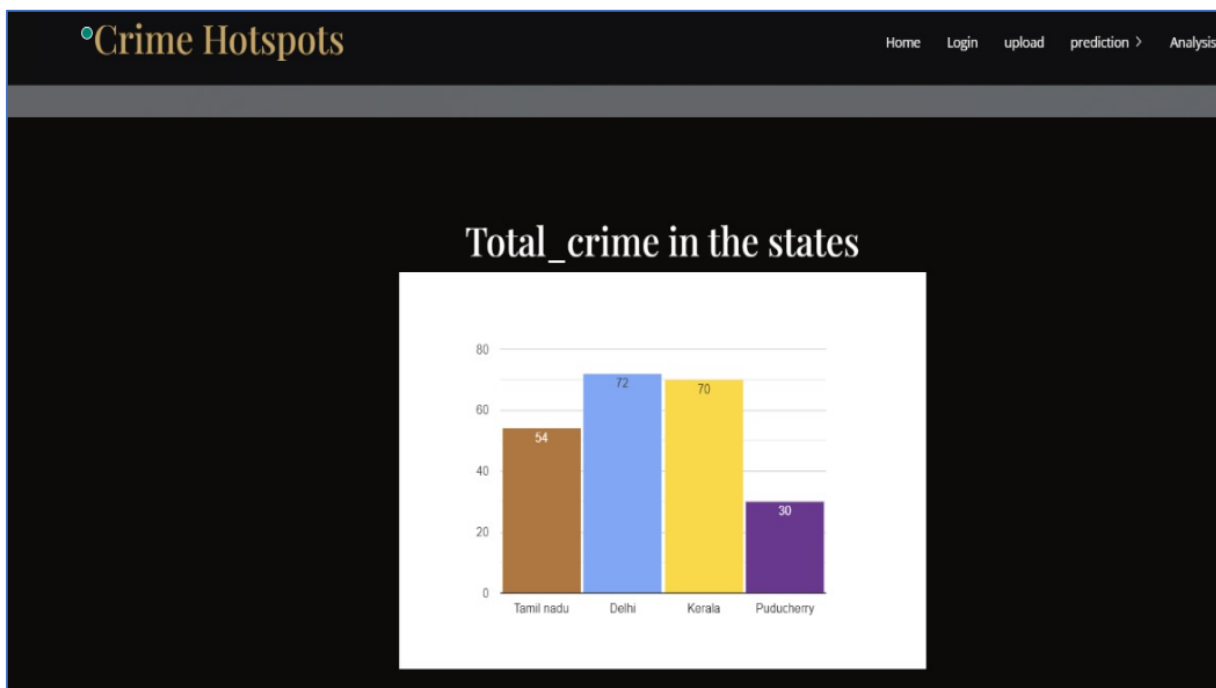 Crime Hotspots
Home Login upload prediction > Analysis
Total_crime in the states
80
60
40
20
0
54
72
70
30
Tamil nadu Delhi Kerala Puducherry